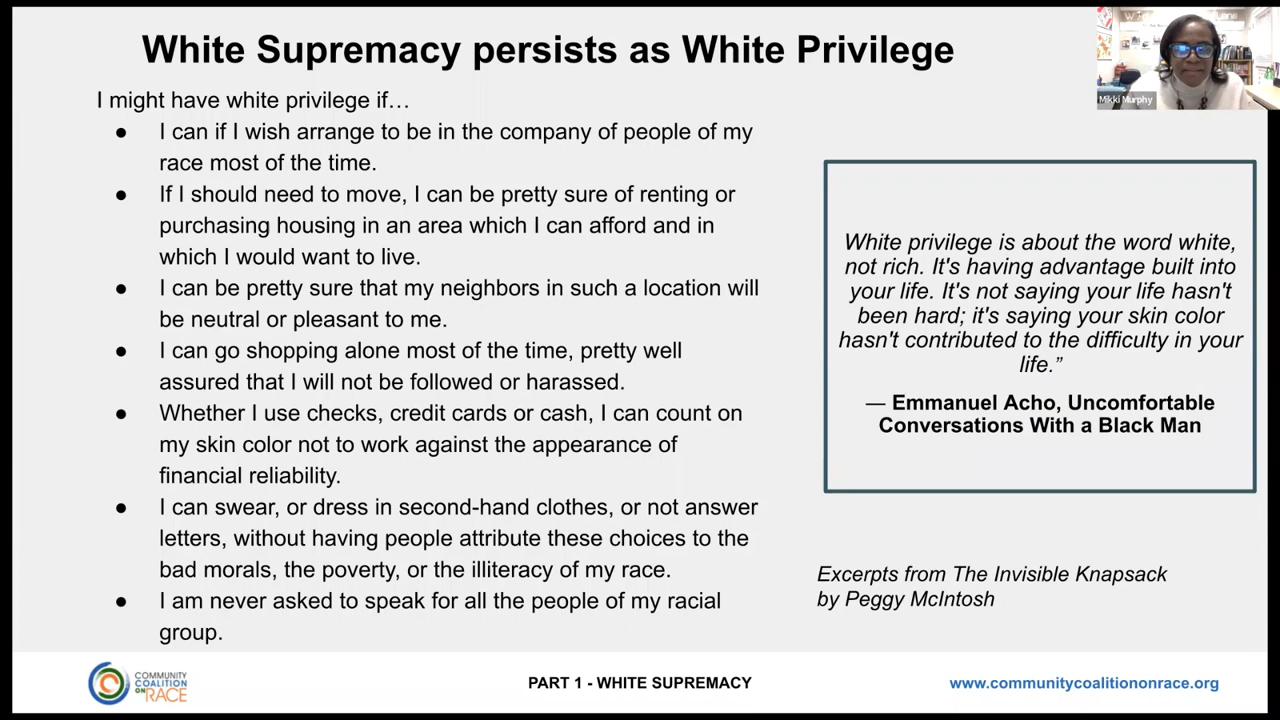 White Supremacy persists as White Privilege
Mikki Murphy
I might have white privilege if…
● I can if I wish arrange to be in the company of people of my
race most of the time.
● If I should need to move, I can be pretty sure of renting or
purchasing housing in an area which I can afford and in
which I would want to live.
● I can be pretty sure that my neighbors in such a location will
be neutral or pleasant to me.
● I can go shopping alone most of the time, pretty well
assured that I will not be followed or harassed.
● Whether I use checks, credit cards or cash, I can count on
my skin color not to work against the appearance of
financial reliability.
● I can swear, or dress in second-hand clothes, or not answer
letters, without having people attribute these choices to the
bad morals, the poverty, or the illiteracy of my race.
● I am never asked to speak for all the people of my racial
group.
White privilege is about the word white,
not rich. It's having advantage built into
your life. It's not saying your life hasn't
been hard; it's saying your skin color
hasn't contributed to the difficulty in your
life.”
— Emmanuel Acho, Uncomfortable
Conversations With a Black Man
Excerpts from The Invisible Knapsack
by Peggy McIntosh
COMMUNITY
COALITION
ON RACE
PART 1 - WHITE SUPREMACY
www.communitycoalitiononrace.org